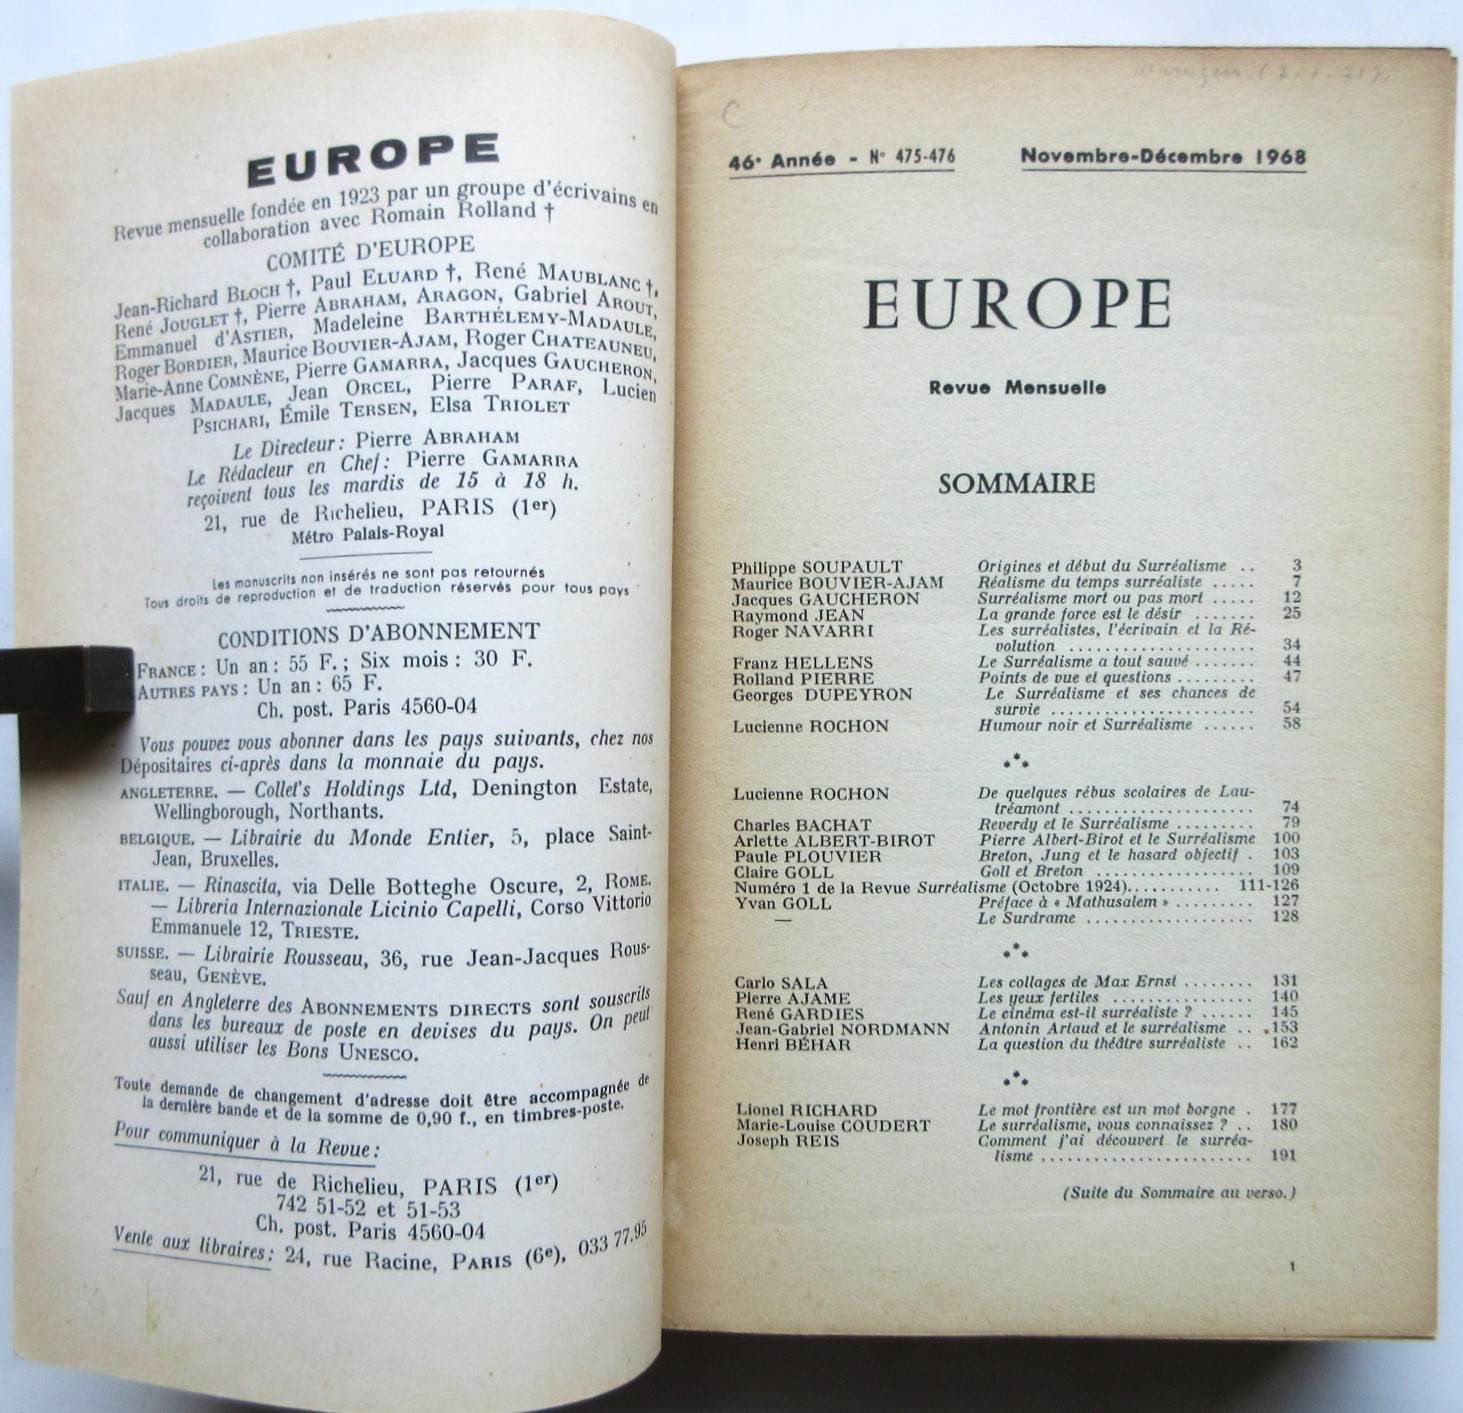 EUROPE
Revue mensuelle fondée en 1923 par un groupe d'écrivains en
collaboration avec Romain Rolland †
COMITÉ D'EUROPE
Jean-Richard BLOCH †, Paul ELUARD †, René MAUBLANC †,
René JOUGLET †, Pierre ABRAHAM, ARAGON, Gabriel AROUT,
Emmanuel d'ASTIER, Madeleine BARTHÉLEMY-MADAULE,
Roger BORDIER, Maurice BOUVIER-AJAM, Roger CHATEAUNEU,
Marie-Anne COMNÈNE, Pierre GAMARRA, Jacques GAUCHERON,
Jacques MADAULE, Jean ORCEL, Pierre PARAF, Lucien
PSICHARI, Émile TERSEN, Elsa TRIOLET
Le Directeur : Pierre ABRAHAM
Le Rédacteur en Chef : Pierre GAMARRA
reçoivent tous les mardis de 15 à 18 h.
21, rue de Richelieu, PARIS (1er)
Métro Palais-Royal
Les manuscrits non insérés ne sont pas retournés
Tous droits de reproduction et de traduction réservés pour tous pays
CONDITIONS D'ABONNEMENT
FRANCE : Un an : 55 F. ; Six mois : 30 F.
AUTRES PAYS : Un an : 65 F.
Ch. post. Paris 4560-04
Vous pouvez vous abonner dans les pays suivants, chez nos
Dépositaires ci-après dans la monnaie du pays.
ANGLETERRE. — Collet's Holdings Ltd, Denington Estate,
Wellingborough, Northants.
BELGIQUE. — Librairie du Monde Entier, 5, place Saint-
Jean, Bruxelles.
ITALIE. — Rinascita, via Delle Botteghe Oscure, 2, ROME.
— Libreria Internazionale Licinio Capelli, Corso Vittorio
Emmanuele 12, TRIESTE.
SUISSE. — Librairie Rousseau, 36, rue Jean-Jacques Rous-
seau, GENÈVE.
Sauf en Angleterre des ABONNEMENTS DIRECTS sont souscrits
dans les bureaux de poste en devises du pays. On peut
aussi utiliser les Bons UNESCO.
Toute demande de changement d'adresse doit être accompagnée de
la dernière bande et de la somme de 0,90 f., en timbres-poste.
Pour communiquer à la Revue :
21, rue de Richelieu, PARIS (1er)
742 51-52 et 51-53
Ch. post. Paris 4560-04
Vente aux libraires : 24, rue Racine, PARIS (6e), 033 77.95
C
46e Année - N° 475-476 Novembre-Décembre 1968
EUROPE
Revue Mensuelle
SOMMAIRE
Philippe SOUPAULT Origines et début du Surréalisme .. 3
Maurice BOUVIER-AJAM Réalisme du temps surréaliste ..... 7
Jacques GAUCHERON Surréalisme mort ou pas mort ..... 12
Raymond JEAN La grande force est le désir ....... 25
Roger NAVARRI Les surréalistes, l'écrivain et la Ré-
volution ..................... 34
Franz HELLENS Le Surréalisme a tout sauvé ....... 44
Rolland PIERRE Points de vue et questions ......... 47
Georges DUPEYRON Le Surréalisme et ses chances de
survie ....................... 54
Lucienne ROCHON Humour noir et Surréalisme ...... 58
***
Lucienne ROCHON De quelques rébus scolaires de Lau-
tréamont ..................... 74
Charles BACHAT Reverdy et le Surréalisme ......... 79
Arlette ALBERT-BIROT Pierre Albert-Birot et le Surréalisme 100
Paule PLOUVIER Breton, Jung et le hasard objectif . 103
Claire GOLL Goll et Breton .................. 109
Numéro 1 de la Revue Surréalisme (Octobre 1924).......... 111-126
Yvan GOLL Préface à « Mathusalem » ......... 127
— Le Surdrame ................... 128
***
Carlo SALA Les collages de Max Ernst ........ 131
Pierre AJAME Les yeux fertiles ................ 140
René GARDIES Le cinéma est-il surréaliste ? ...... 145
Jean-Gabriel NORDMANN Antonin Artaud et le surréalisme .. 153
Henri BÉHAR La question du théâtre surréaliste .. 162
***
Lionel RICHARD Le mot frontière est un mot borgne . 177
Marie-Louise COUDERT Le surréalisme, vous connaissez ? .. 180
Joseph REIS Comment j'ai découvert le surréa-
lisme ........................ 191
(Suite du Sommaire au verso.)
1